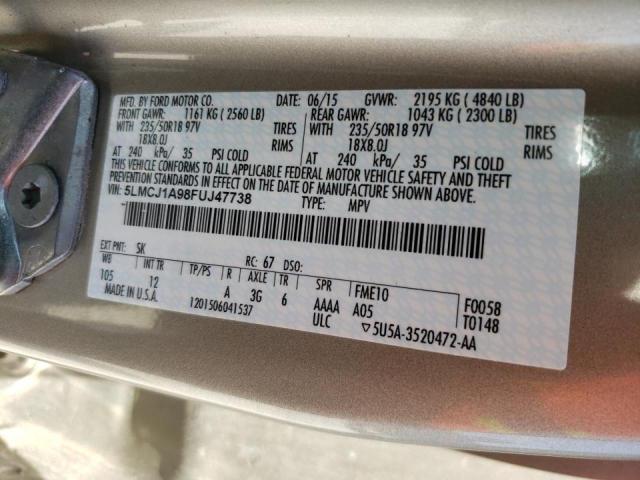 MFD. BY FORD MOTOR CO. DATE: 06/15 GVWR: 2195 KG ( 4840 LB)
FRONT GAWR: 1161 KG ( 2560 LB) REAR GAWR: 1043 KG ( 2300 LB)
WITH 235/50R18 97V TIRES WITH 235/50R18 97V TIRES
18X8.0J RIMS 18X8.0J RIMS
AT 240 kPa/ 35 PSI COLD AT 240 kPa/ 35 PSI COLD
THIS VEHICLE CONFORMS TO ALL APPLICABLE FEDERAL MOTOR VEHICLE SAFETY AND THEFT
PREVENTION STANDARDS IN EFFECT ON THE DATE OF MANUFACTURE SHOWN ABOVE.
VIN: 5LMCJ1A98FUJ47738 TYPE: MPV
EXT PNT: SK RC: 67 DSO:
WB INT TR TP/PS R AXLE TR SPR FME10 F0058
105 12 A 3G 6 AAAA A05 T0148
MADE IN U.S.A. 1201506041537 ULC ▽5U5A-3520472-AA